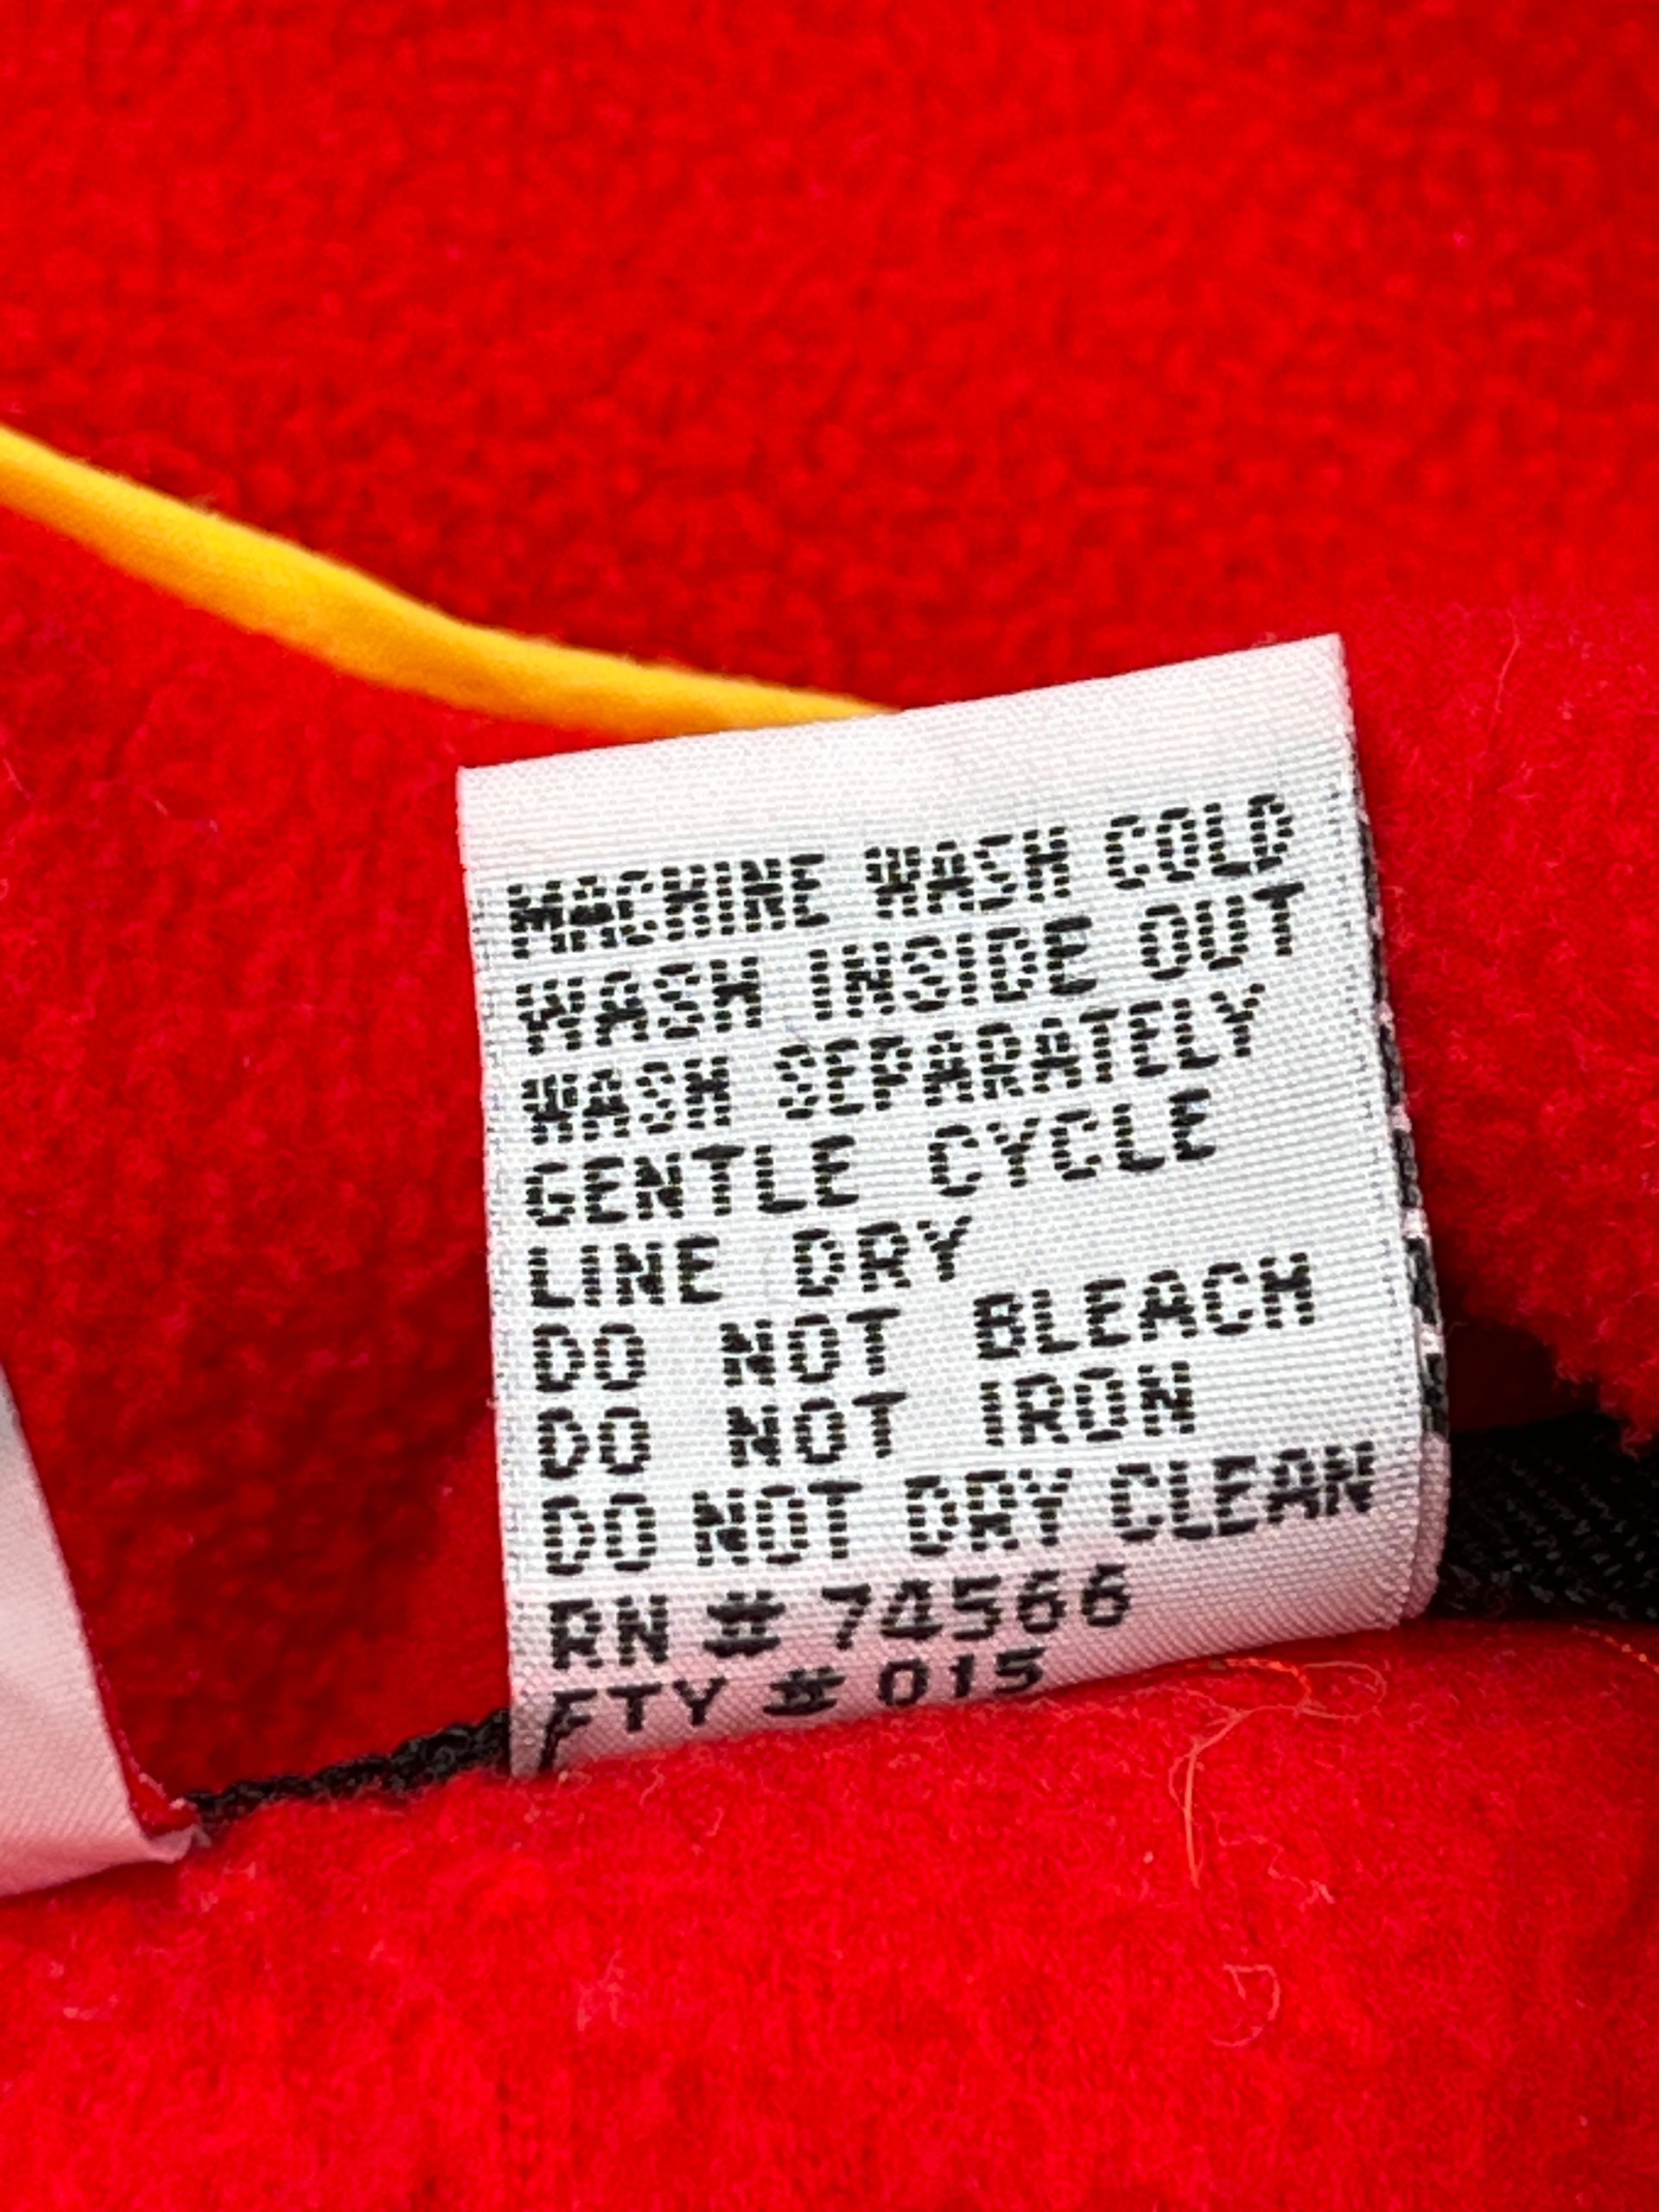 MACHINE WASH COLD
WASH INSIDE OUT
WASH SEPARATELY
GENTLE CYCLE
LINE DRY
DO NOT BLEACH
DO NOT IRON
DO NOT DRY CLEAN
RN # 74566
FTY # 015